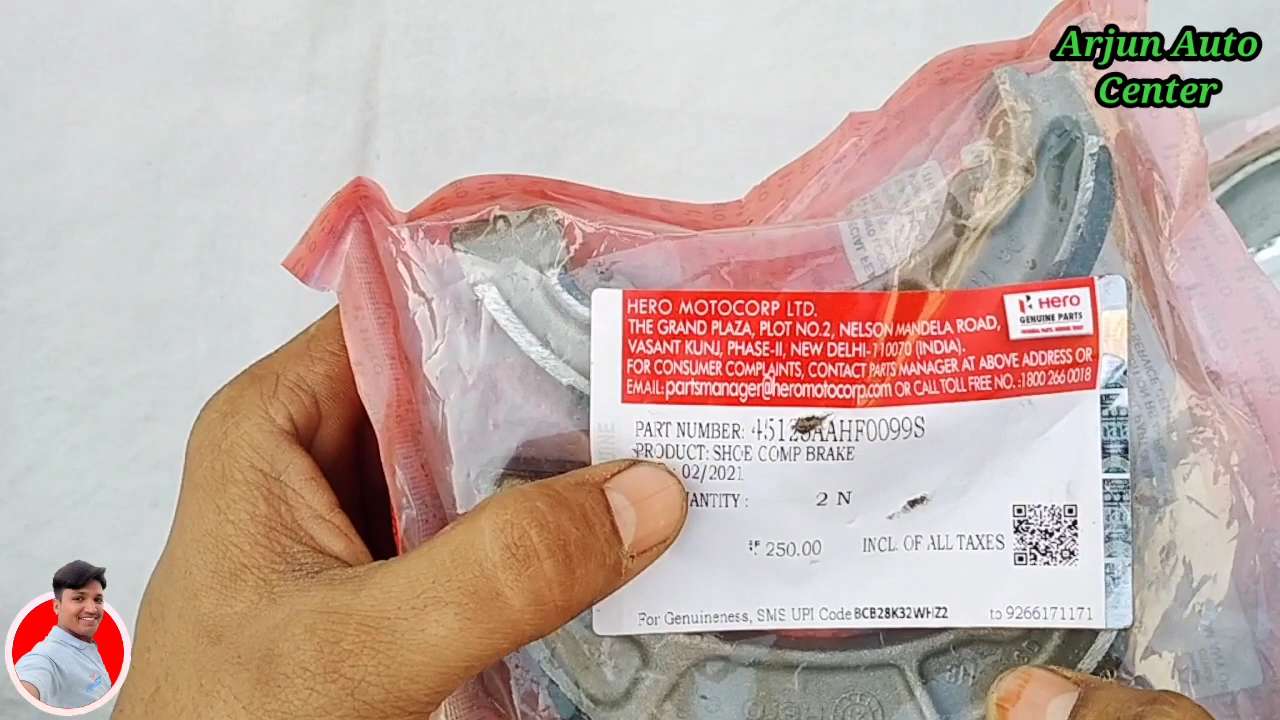 Arjun Auto
Center
HERO MOTOCORP LTD.
THE GRAND PLAZA, PLOT NO.2, NELSON MANDELA ROAD,
VASANT KUNJ, PHASE-II, NEW DELHI-110070 (INDIA).
FOR CONSUMER COMPLAINTS, CONTACT PARTS MANAGER AT ABOVE ADDRESS OR
EMAIL: partsmanager@heromotocorp.com OR CALL TOLL FREE NO. :1800 266 0018
Hero
GENUINE PARTS
PART NUMBER:
PRODUCT: SHOE COMP BRAKE
: 02/2021
ANTITY : 2 N
₹ 250.00 INCL. OF ALL TAXES
For Genuineness, SMS UPI Code BCB28K32WHZ2 to 9266171171